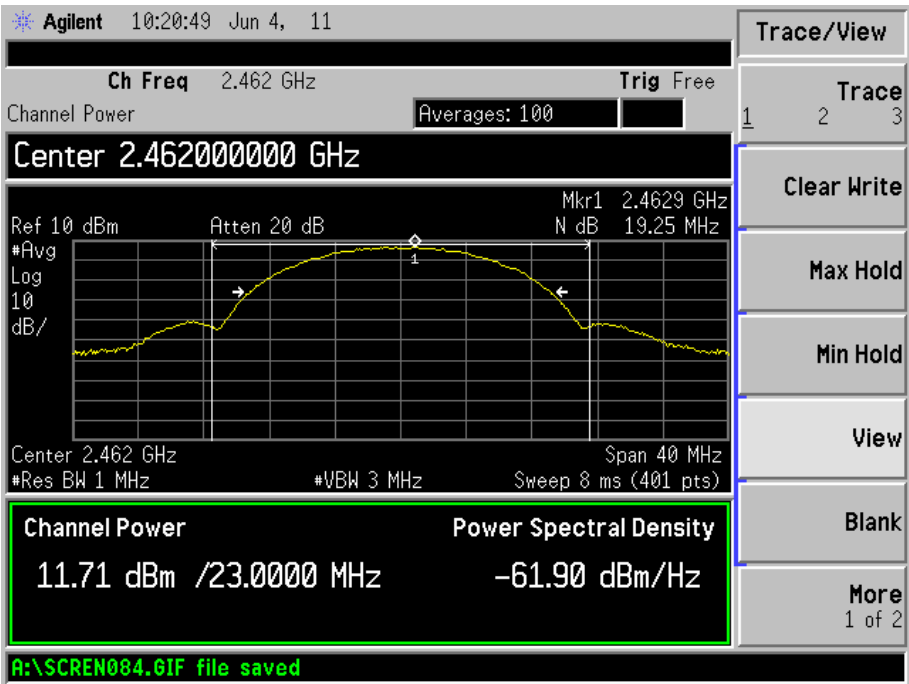 Agilent 10:20:49 Jun 4, 11
Trace/View
Ch Freq 2.462 GHz Trig Free
Channel Power Averages: 100
Trace
1 2 3
Center 2.462000000 GHz
Clear Write
Mkr1 2.4629 GHz
Ref 10 dBm Atten 20 dB N dB 19.25 MHz
#Avg
Log
10
dB/
1
Max Hold
Min Hold
View
Center 2.462 GHz Span 40 MHz
#Res BW 1 MHz #VBW 3 MHz Sweep 8 ms (401 pts)
Channel Power Power Spectral Density
11.71 dBm /23.0000 MHz -61.90 dBm/Hz
Blank
More
1 of 2
A:\SCREN084.GIF file saved